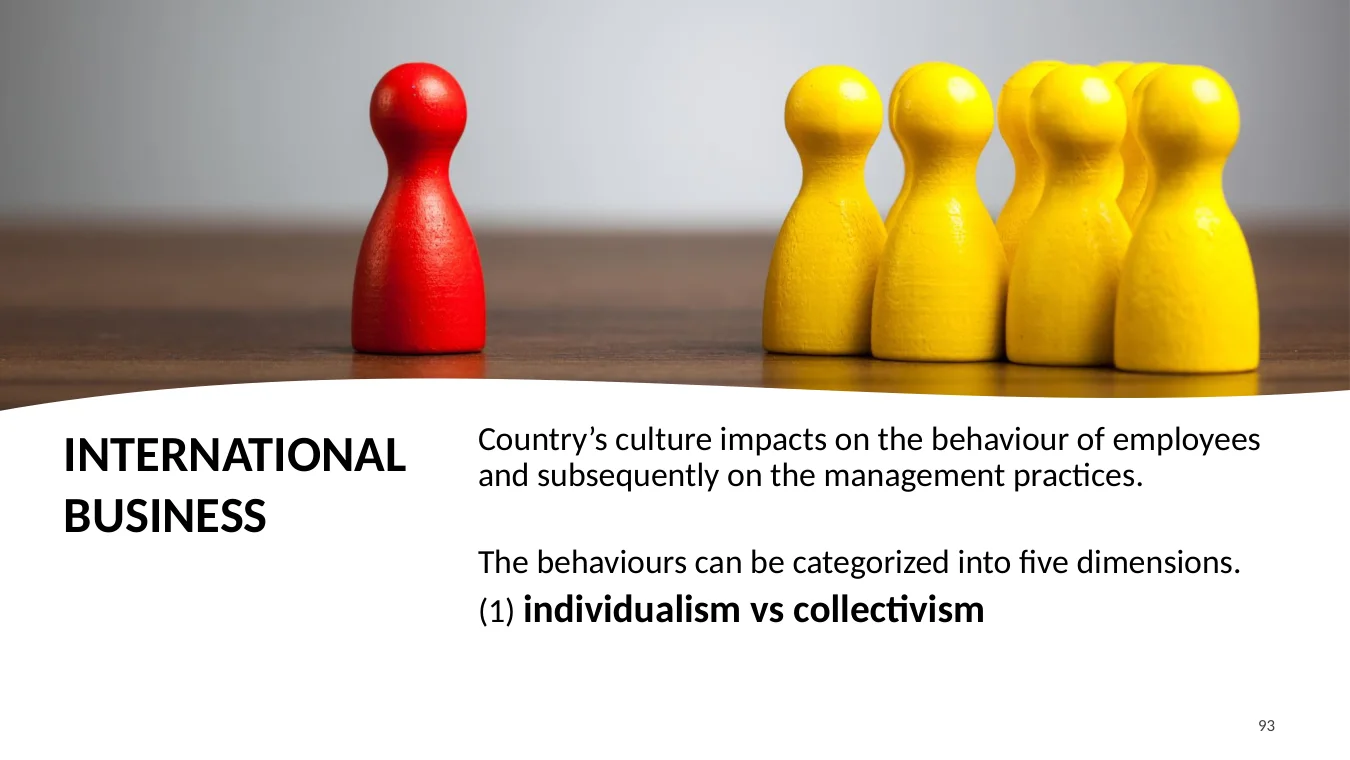 INTERNATIONAL
BUSINESS
Country’s culture impacts on the behaviour of employees
and subsequently on the management practices.
The behaviours can be categorized into five dimensions.
(1) individualism vs collectivism
93